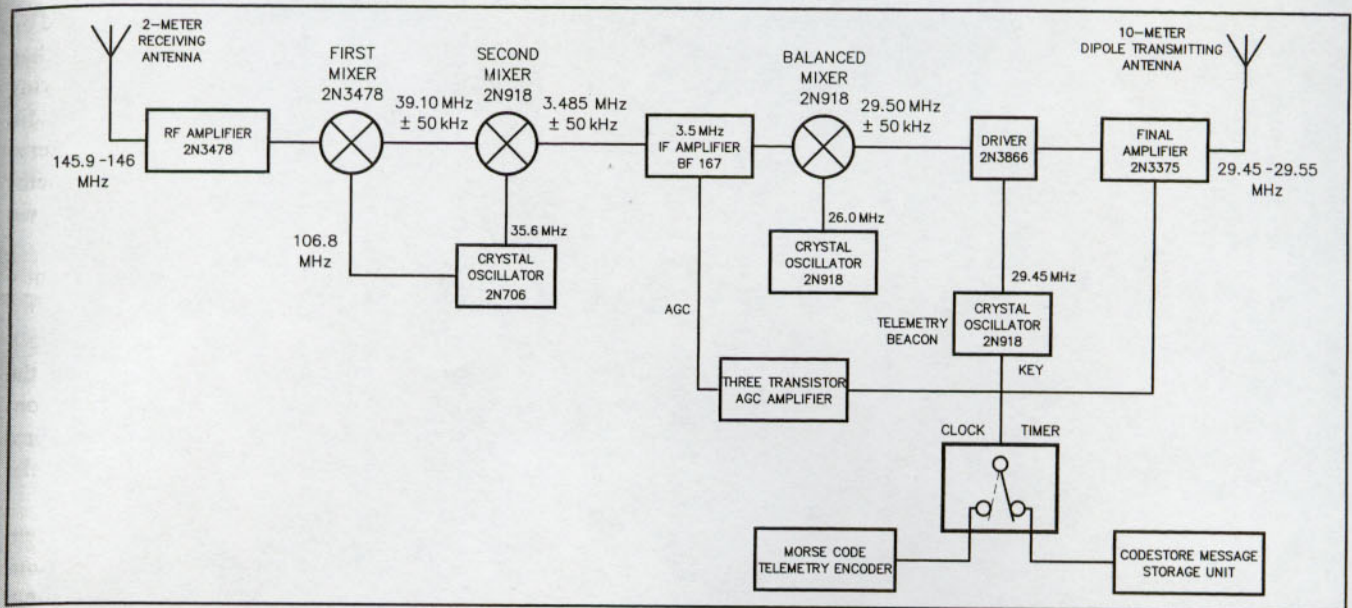 2-METER
RECEIVING
ANTENNA
RF AMPLIFIER
2N3478
145.9 -146
MHz
FIRST
MIXER
2N3478
39.10 MHz
± 50 kHz
SECOND
MIXER
2N918
3.485 MHz
± 50 kHz
106.8
MHz
35.6 MHz
CRYSTAL
OSCILLATOR
2N706
3.5 MHz
IF AMPLIFIER
BF 167
BALANCED
MIXER
2N918
29.50 MHz
± 50 kHz
26.0 MHz
CRYSTAL
OSCILLATOR
2N918
DRIVER
2N3866
10-METER
DIPOLE TRANSMITTING
ANTENNA
FINAL
AMPLIFIER
2N3375
29.45 -29.55
MHz
29.45 MHz
TELEMETRY
BEACON
CRYSTAL
OSCILLATOR
2N918
KEY
AGC
THREE TRANSISTOR
AGC AMPLIFIER
CLOCK TIMER
MORSE CODE
TELEMETRY ENCODER
CODESTORE MESSAGE
STORAGE UNIT